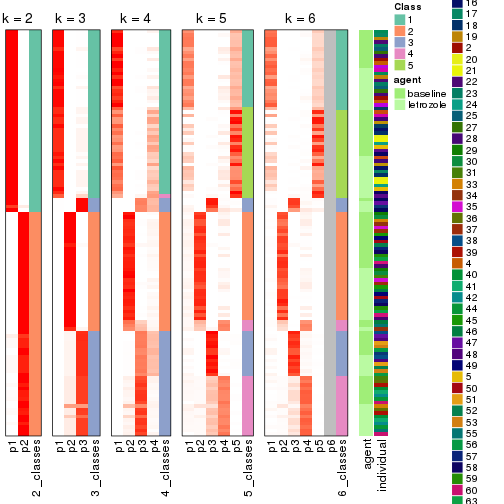 k = 2
k = 3
k = 4
k = 5
k = 6
p1
p2
2_classes
p1
p2
p3
3_classes
p1
p2
p3
p4
4_classes
p1
p2
p3
p4
p5
5_classes
p1
p2
p3
p4
p5
p6
6_classes
agent
individual
Class
1
2
3
4
5
agent
baseline
letrozole
16
17
18
19
2
20
21
22
23
24
25
27
28
29
30
31
33
34
35
36
37
38
39
4
40
41
42
44
45
46
47
48
49
5
50
51
52
53
55
56
57
58
59
60
63